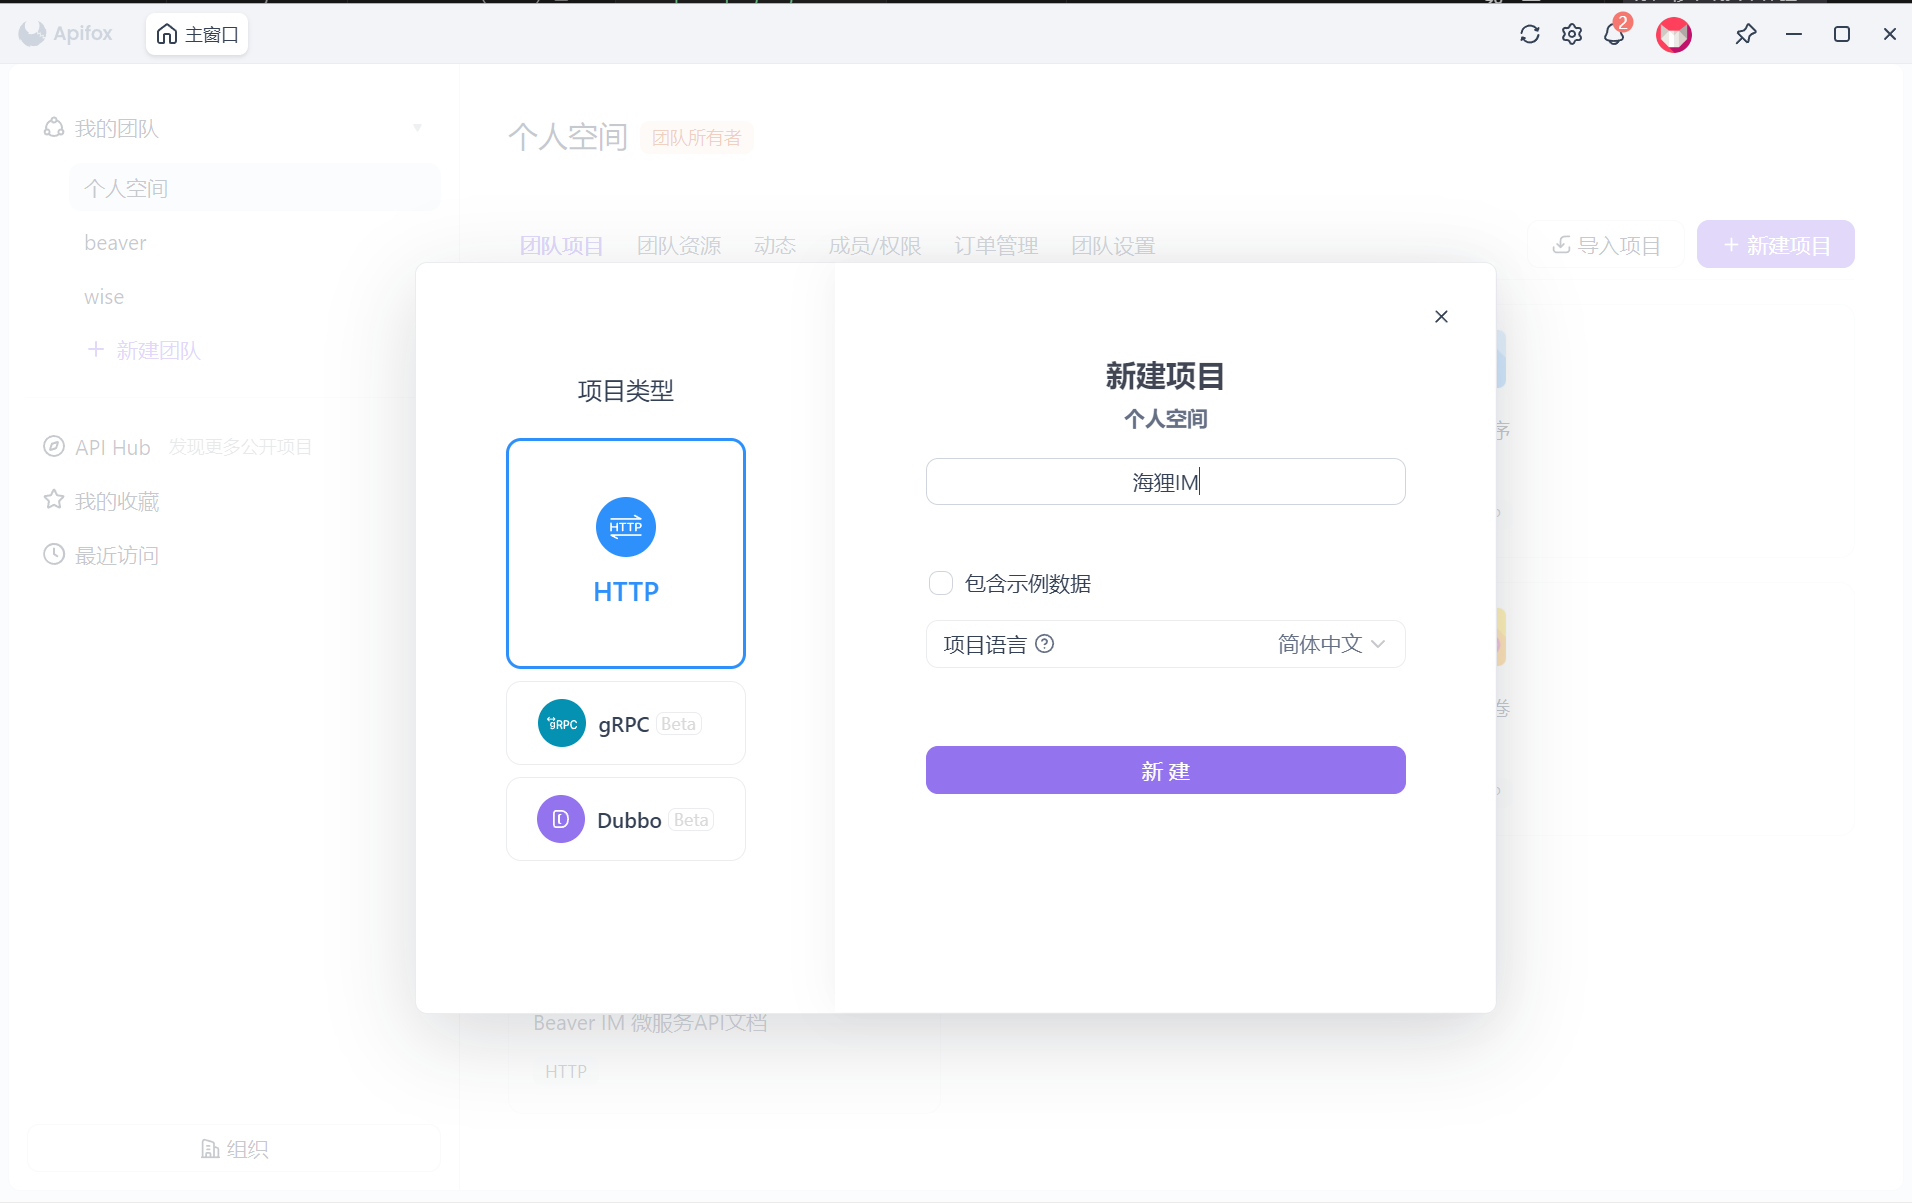 Apifox
主窗口
2
我的团队
个人空间
beaver
wise
新建团队
API Hub 发现更多公开项目
我的收藏
最近访问
组织
个人空间 团队所有者
团队项目 团队资源 动态 成员/权限 订单管理 团队设置
导入项目
新建项目
项目类型
HTTP
HTTP
gRPC gRPC Beta
Dubbo Beta
新建项目
个人空间
海狸IM
包含示例数据
项目语言 简体中文
新建
序
卷
Beaver IM 微服务API文档
HTTP